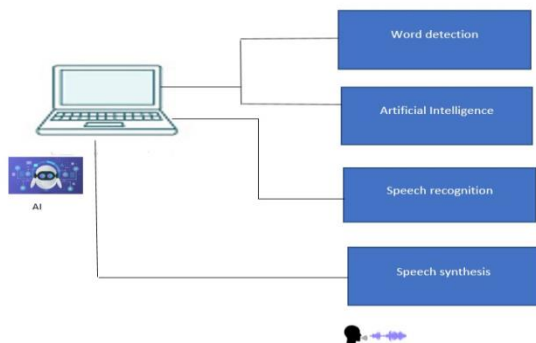 Word detection
Artificial Intelligence
Speech recognition
AI
Speech synthesis